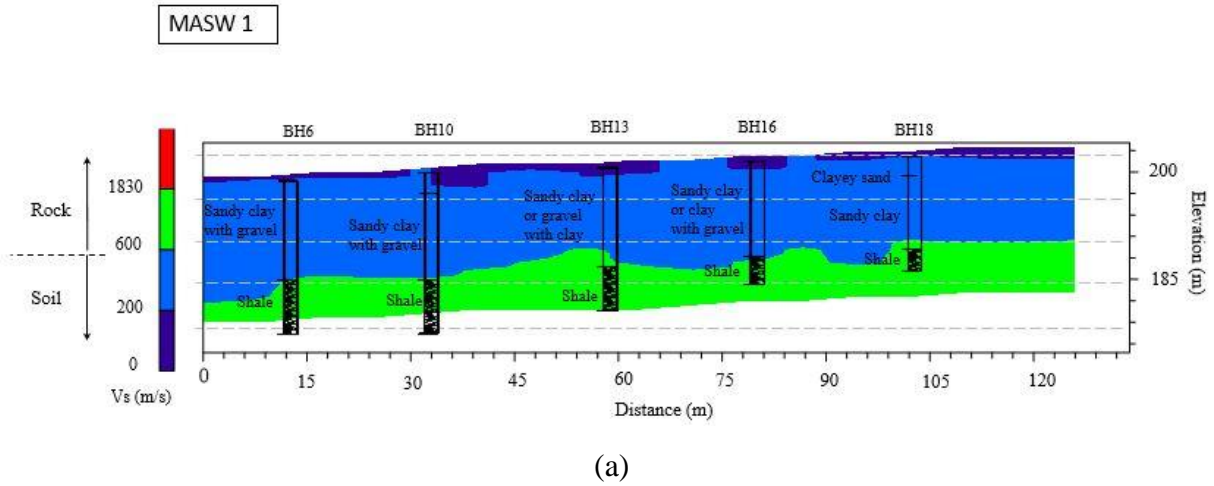 MASW 1
BH6
BH10
BH13
BH16
BH18
1830
600
200
0
Vs (m/s)
Rock
Soil
Sandy clay
with gravel
Shale
Sandy clay
with gravel
Shale
Sandy clay
or gravel
with clay
Shale
Sandy clay
or clay
with gravel
Shale
Clayey sand
Sandy clay
Shale
200
185
Elevation (m)
0
15
30
45
60
75
90
105
120
Distance (m)
(a)